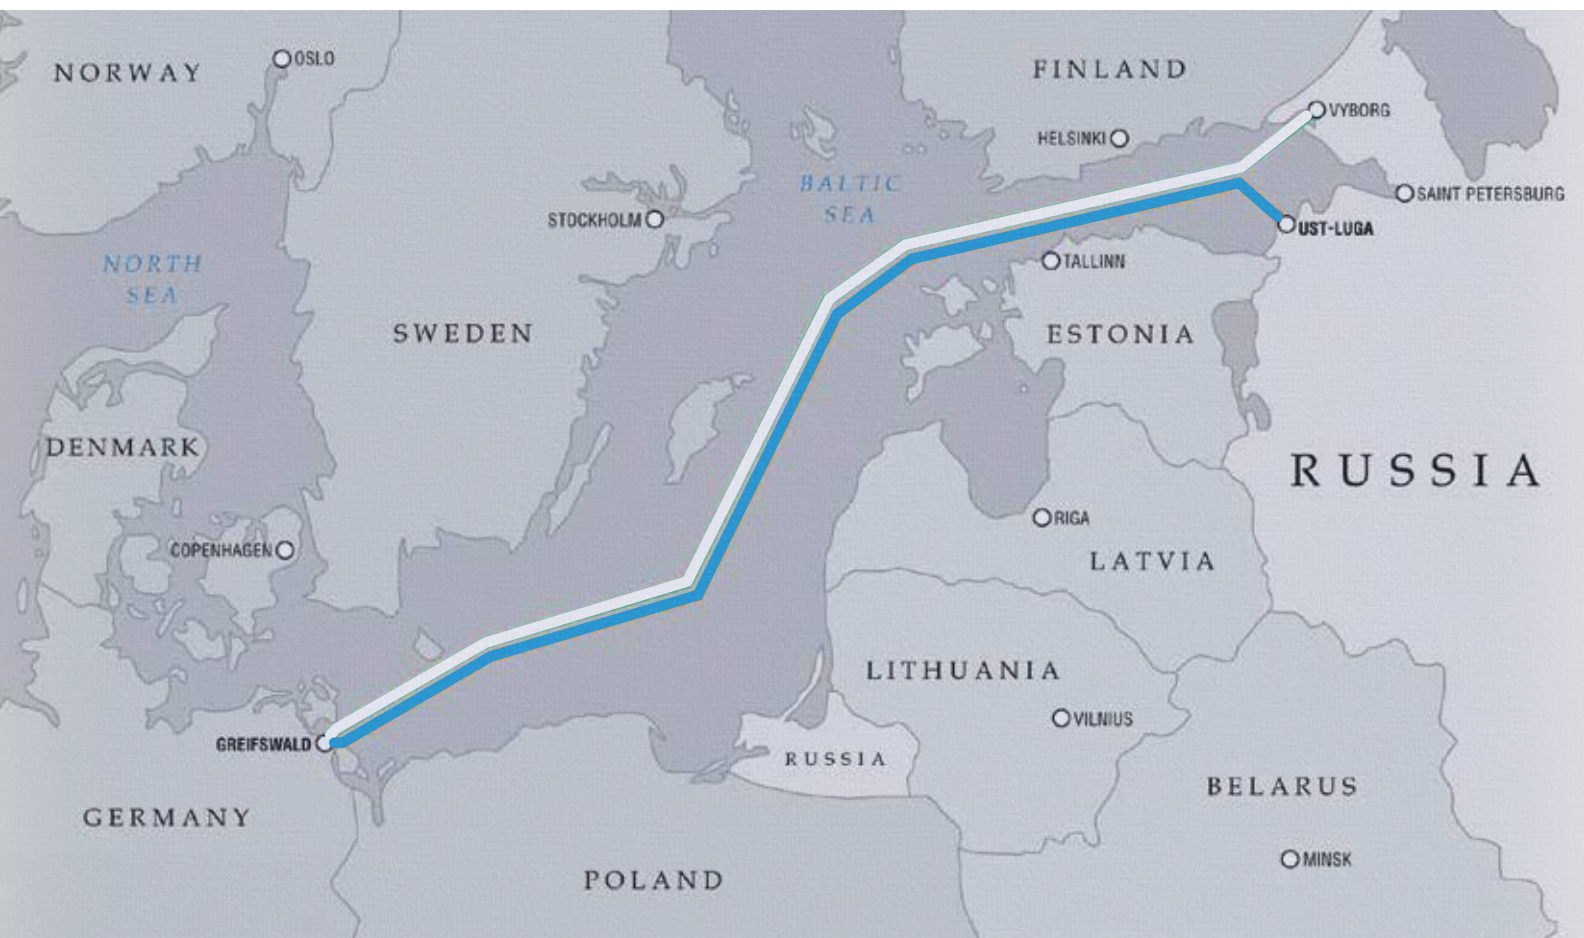 NORWAY
OSLO
FINLAND
VYBORG
HELSINKI
BALTIC
SEA
SAINT PETERSBURG
STOCKHOLM
UST-LUGA
NORTH
SEA
TALLINN
SWEDEN
ESTONIA
DENMARK
RUSSIA
RIGA
COPENHAGEN
LATVIA
LITHUANIA
VILNIUS
GREIFSWALD
RUSSIA
BELARUS
GERMANY
MINSK
POLAND